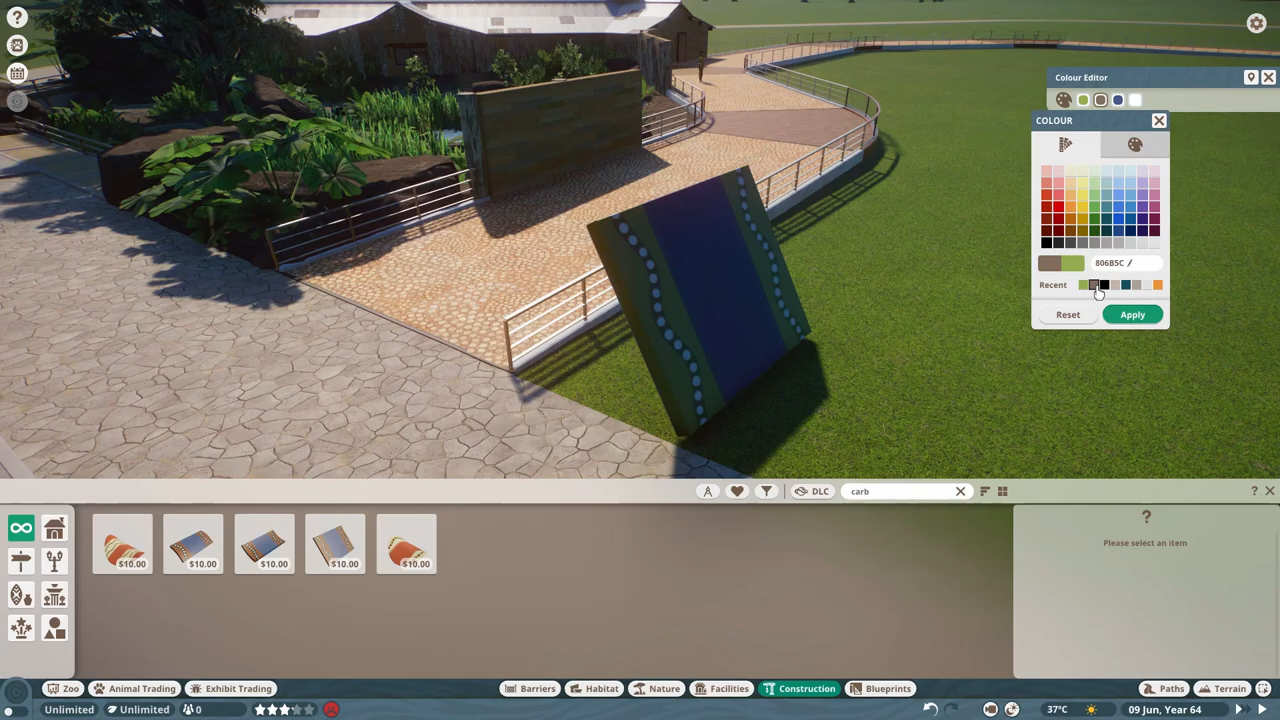 ?
Colour Editor
COLOUR
806B5C /
Recent
Reset
Apply
DLC
carb
?
$10.00
$10.00
$10.00
$10.00
$10.00
?
Please select an item
Zoo
Animal Trading
Exhibit Trading
Barriers
Habitat
Nature
Facilities
Construction
Blueprints
Paths
Terrain
Unlimited
Unlimited
0
37°C
09 Jun, Year 64